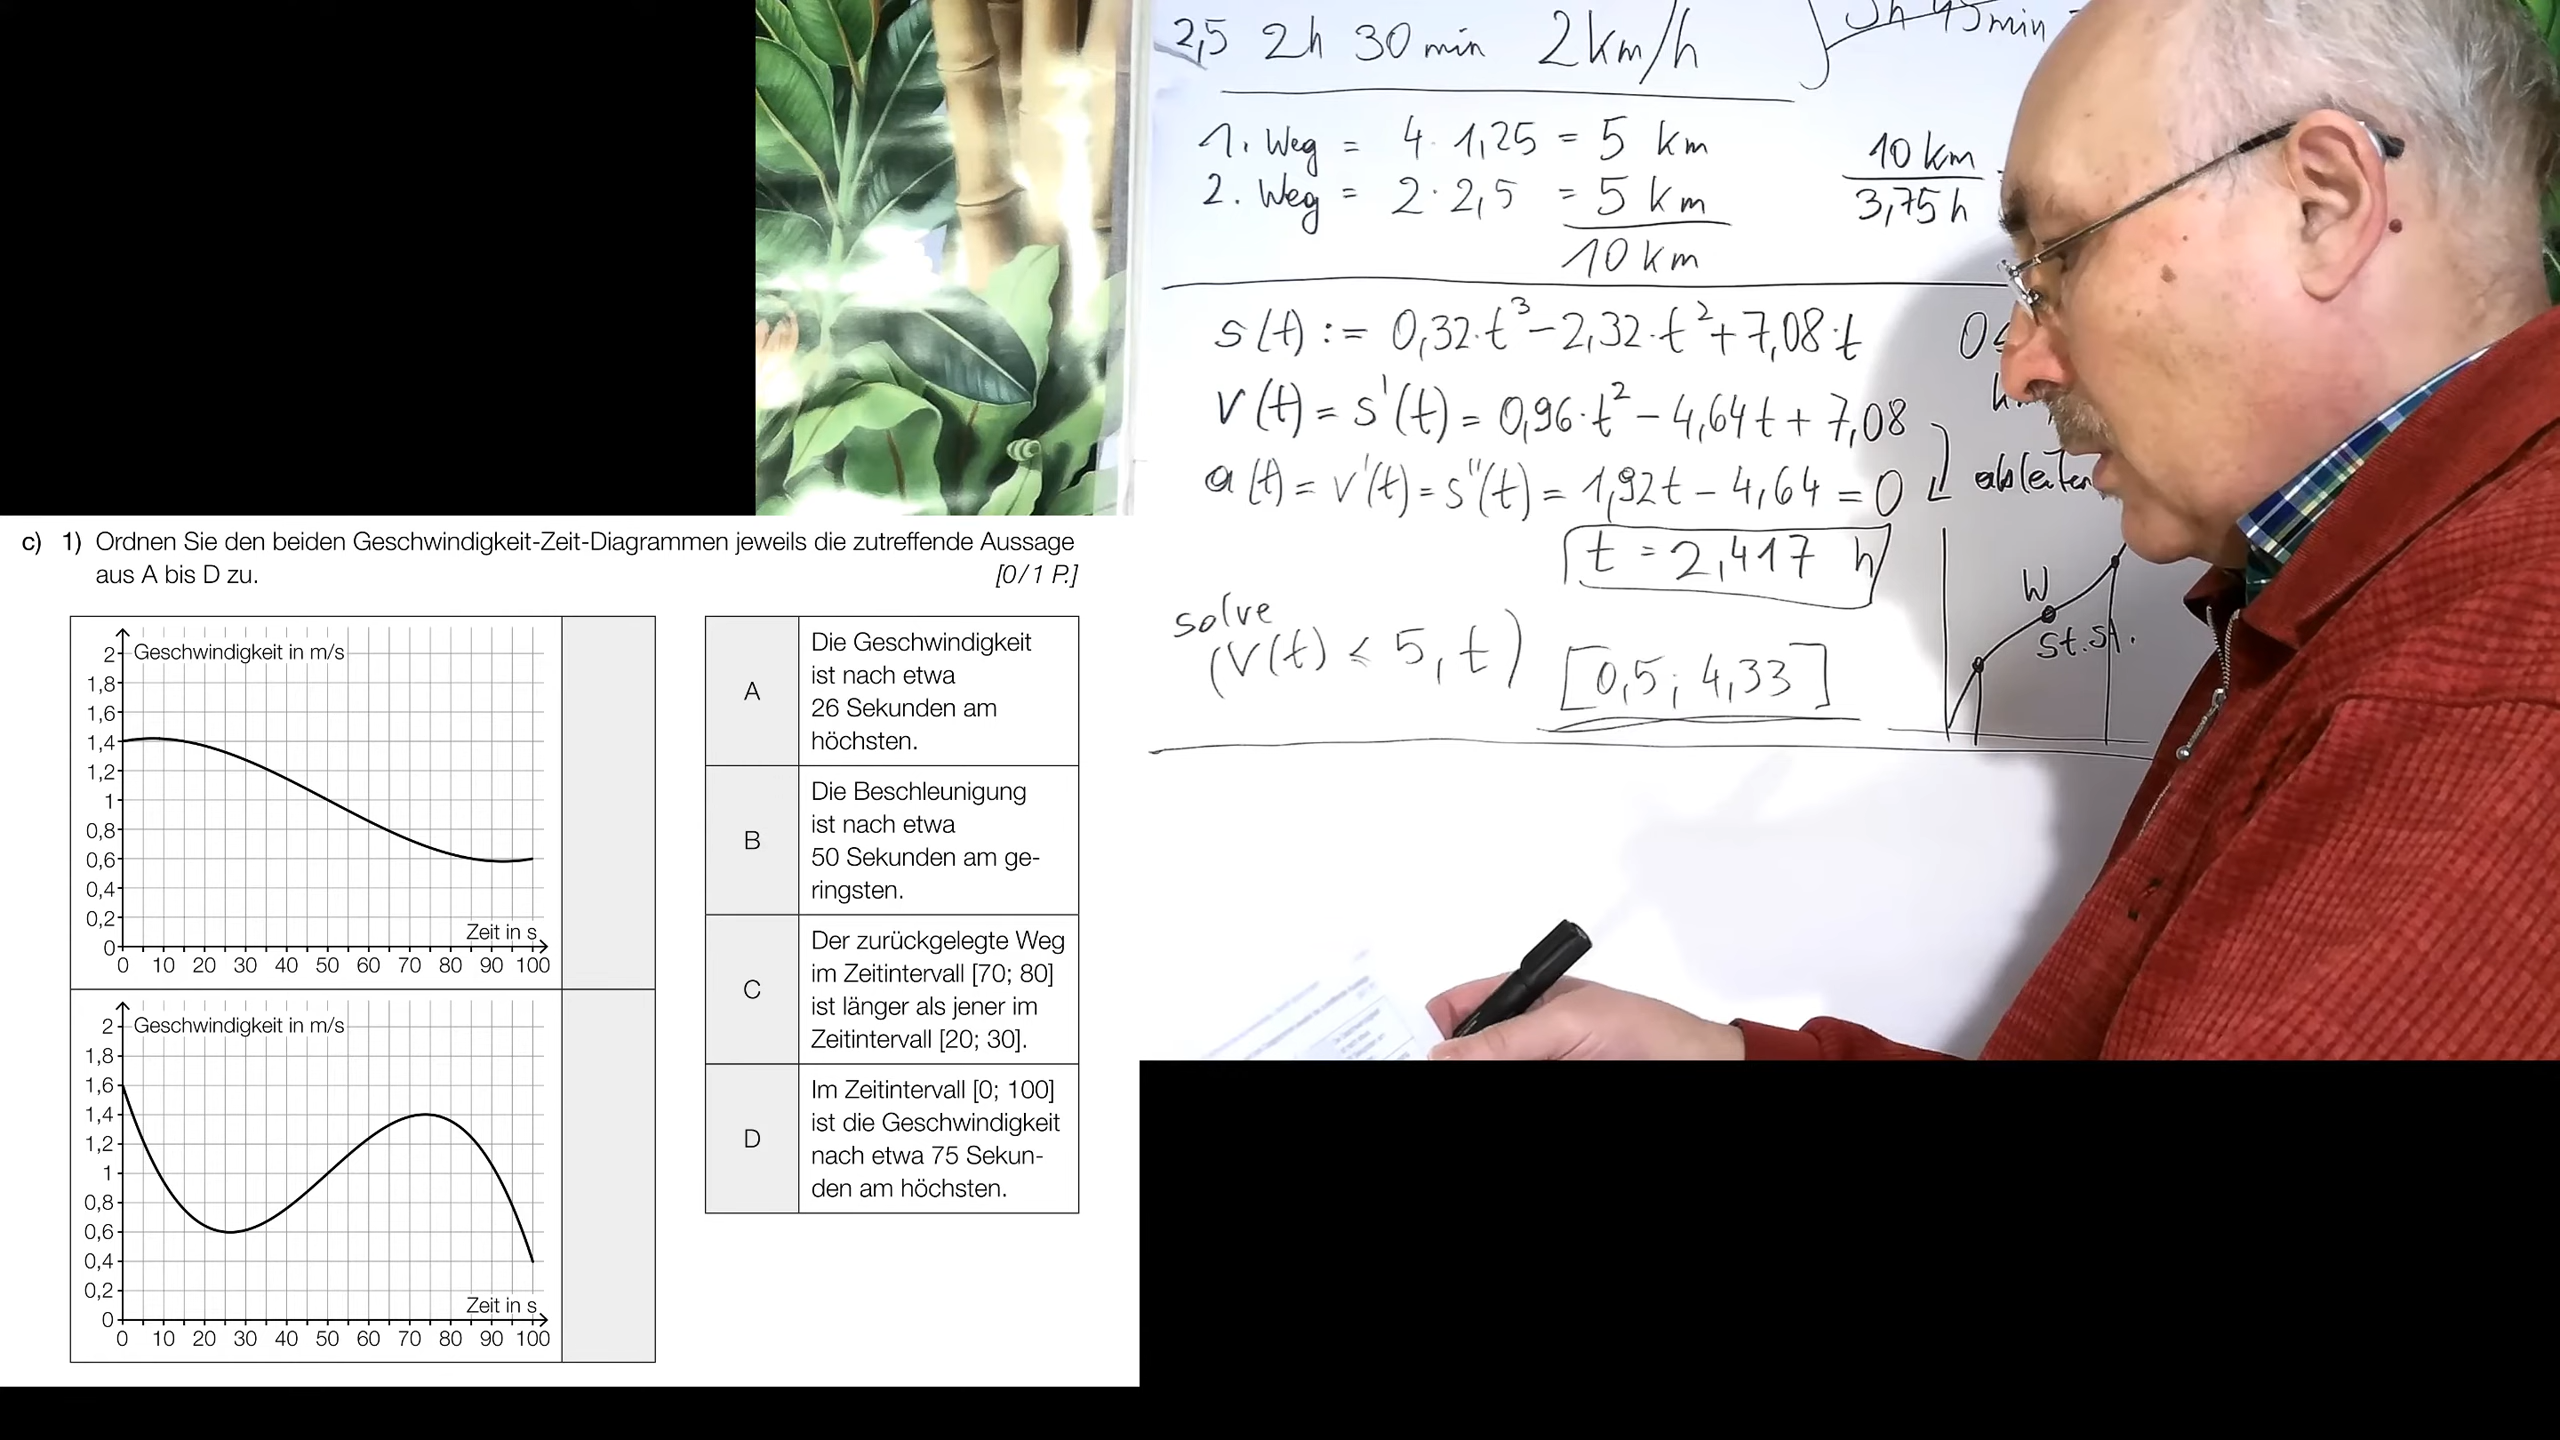 c) 1) Ordnen Sie den beiden Geschwindigkeit-Zeit-Diagrammen jeweils die zutreffende Aussage
aus A bis D zu. [0/1 P.]
Geschwindigkeit in m/s
2
1,8
1,6
1,4
1,2
1
0,8
0,6
0,4
0,2
0
Zeit in s
0 10 20 30 40 50 60 70 80 90 100
Geschwindigkeit in m/s
2
1,8
1,6
1,4
1,2
1
0,8
0,6
0,4
0,2
0
Zeit in s
0 10 20 30 40 50 60 70 80 90 100
A
Die Geschwindigkeit
ist nach etwa
26 Sekunden am
höchsten.
B
Die Beschleunigung
ist nach etwa
50 Sekunden am ge-
ringsten.
C
Der zurückgelegte Weg
im Zeitintervall [70; 80]
ist länger als jener im
Zeitintervall [20; 30].
D
Im Zeitintervall [0; 100]
ist die Geschwindigkeit
nach etwa 75 Sekun-
den am höchsten.
2,5 2h 30 min 2 km/h
45 min
1. Weg = 4 · 1,25 = 5 km
2. Weg = 2 · 2,5 = 5 km
10 km
10 km
3,75 h
s(t) := 0,32·t³ - 2,32·t² + 7,08·t
v(t) = s'(t) = 0,96·t² - 4,64t + 7,08
a(t) = v'(t) = s''(t) = 1,92t - 4,64 = 0
ableiten
t = 2,417 h
solve
(v(t) < 5, t) [0,5; 4,33]
W
St.St.